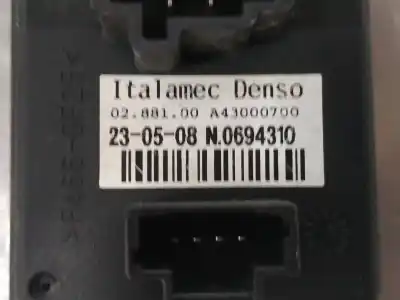 Italamec Denso
02.881.00 A43000700
23-05-08 N.0694310